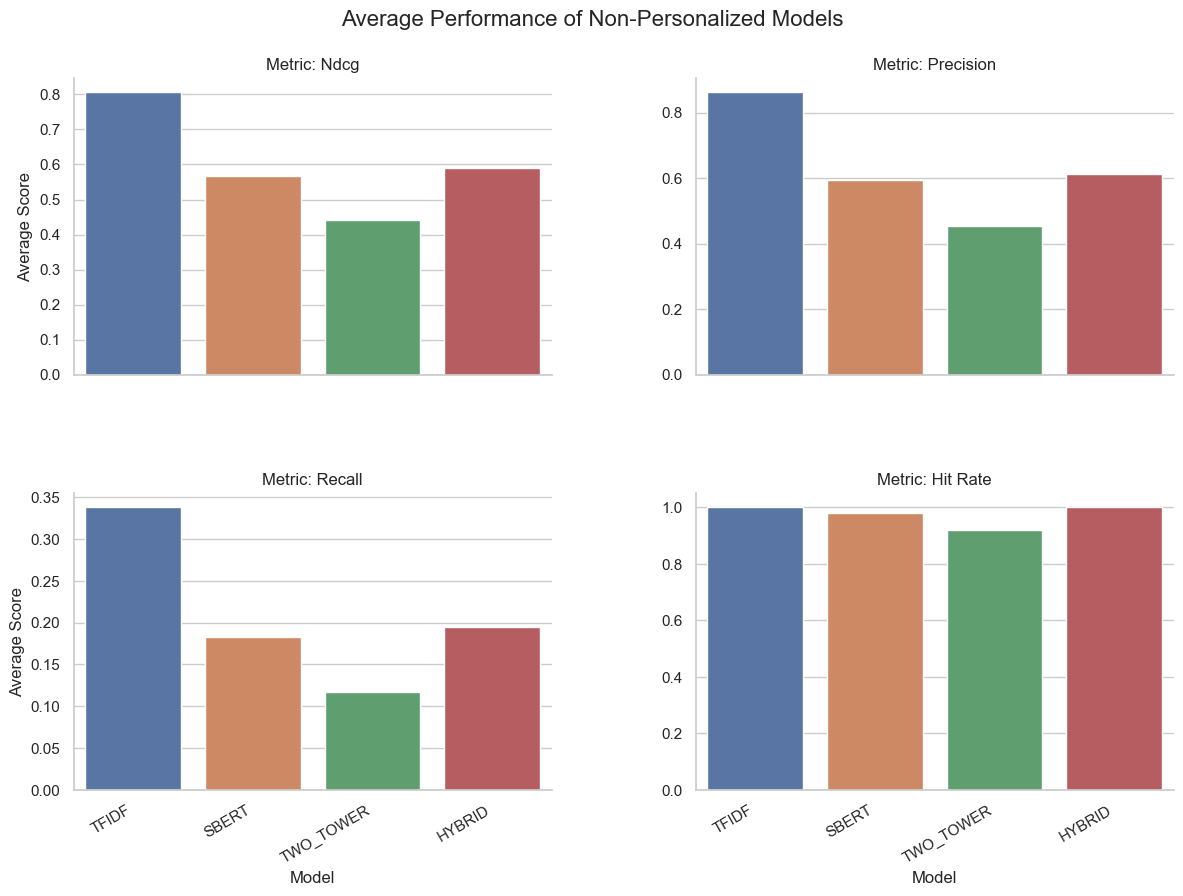 Average Performance of Non-Personalized Models
Metric: Ndcg
Average Score
0.8
0.7
0.6
0.5
0.4
0.3
0.2
0.1
0.0
Metric: Precision
0.8
0.6
0.4
0.2
0.0
Metric: Recall
Average Score
0.35
0.30
0.25
0.20
0.15
0.10
0.05
0.00
TFIDF
SBERT
TWO_TOWER
HYBRID
Model
Metric: Hit Rate
1.0
0.8
0.6
0.4
0.2
0.0
TFIDF
SBERT
TWO_TOWER
HYBRID
Model